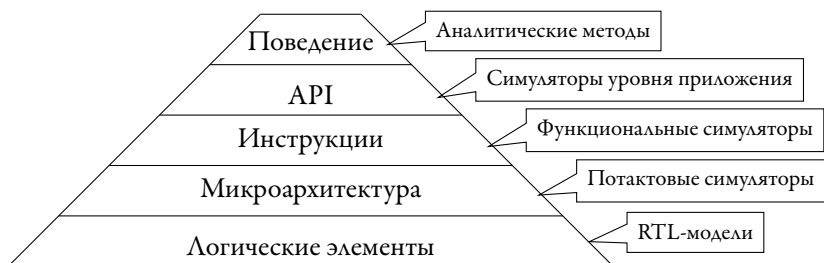 Поведение
Аналитические методы
API
Симуляторы уровня приложения
Инструкции
Функциональные симуляторы
Микроархитектура
Потактовые симуляторы
Логические элементы
RTL-модели